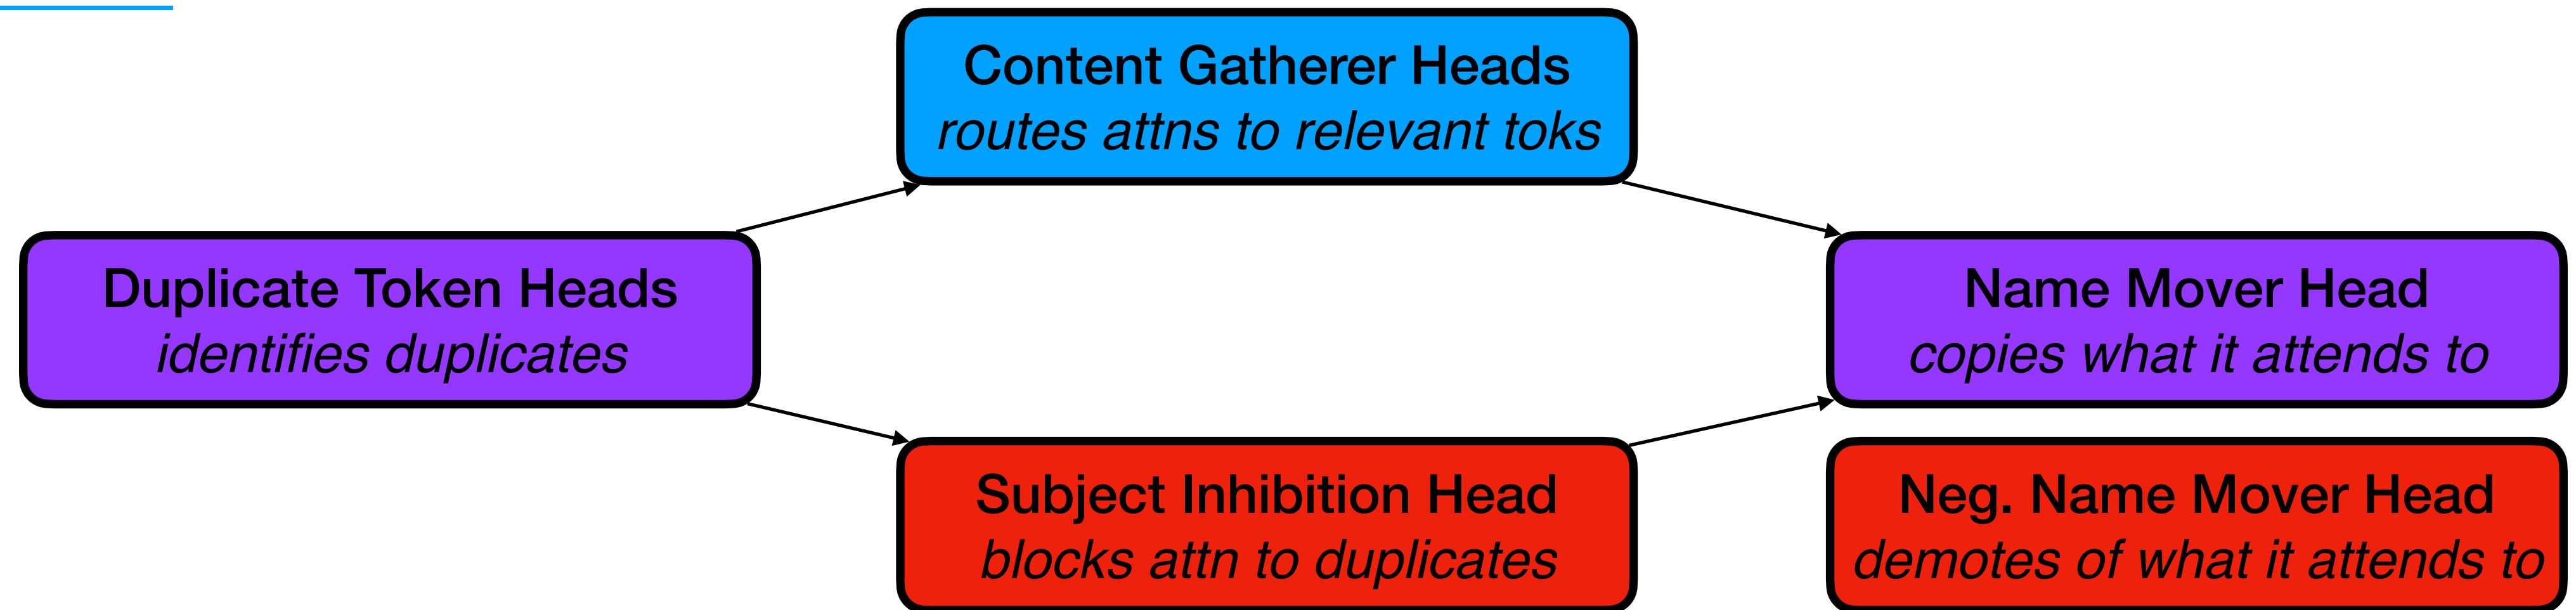 Content Gatherer Heads
routes attns to relevant toks
Duplicate Token Heads
identifies duplicates
Name Mover Head
copies what it attends to
Subject Inhibition Head
blocks attn to duplicates
Neg. Name Mover Head
demotes of what it attends to